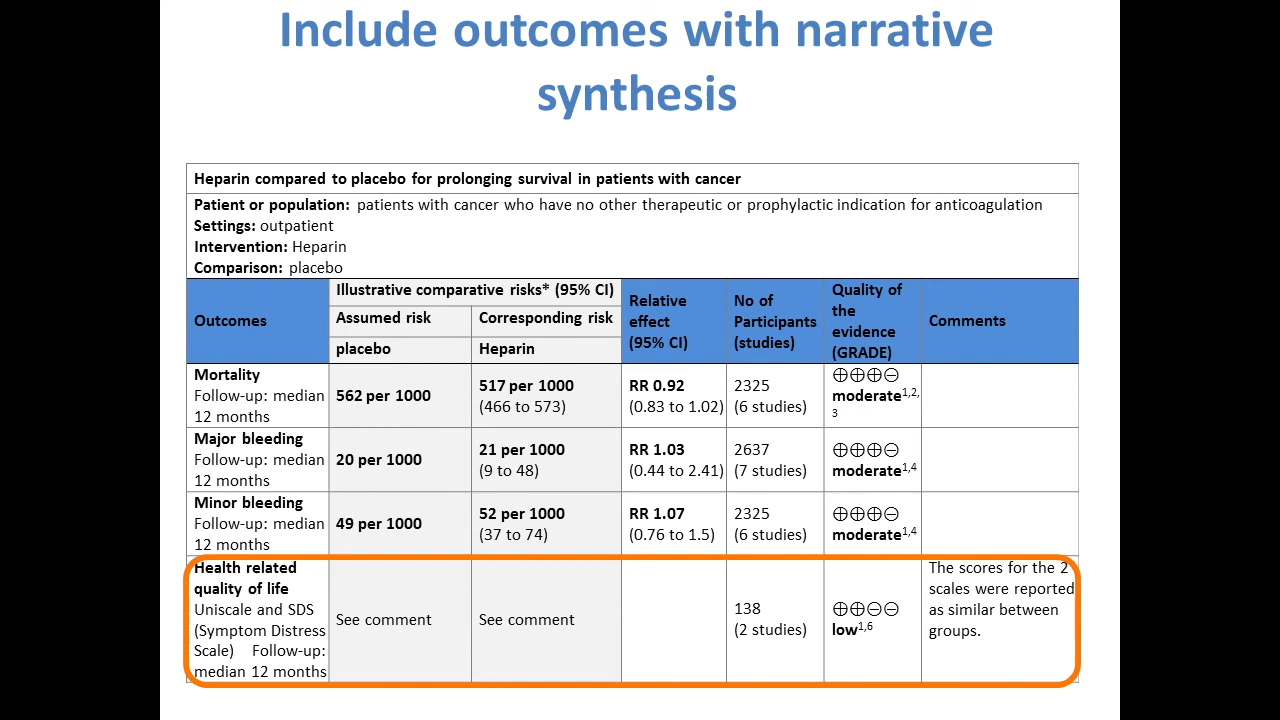 Include outcomes with narrative
synthesis
Heparin compared to placebo for prolonging survival in patients with cancer
Patient or population: patients with cancer who have no other therapeutic or prophylactic indication for anticoagulation
Settings: outpatient
Intervention: Heparin
Comparison: placebo
Outcomes
Illustrative comparative risks* (95% CI)
Assumed risk
Corresponding risk
placebo
Heparin
Relative
effect
(95% CI)
No of
Participants
(studies)
Quality of
the
evidence
(GRADE)
Comments
Mortality
Follow-up: median
12 months
562 per 1000
517 per 1000
(466 to 573)
RR 0.92
(0.83 to 1.02)
2325
(6 studies)
⊕⊕⊕⊖
moderate1,2,
3
Major bleeding
Follow-up: median
12 months
20 per 1000
21 per 1000
(9 to 48)
RR 1.03
(0.44 to 2.41)
2637
(7 studies)
⊕⊕⊕⊖
moderate1,4
Minor bleeding
Follow-up: median
12 months
49 per 1000
52 per 1000
(37 to 74)
RR 1.07
(0.76 to 1.5)
2325
(6 studies)
⊕⊕⊕⊖
moderate1,4
Health related
quality of life
Uniscale and SDS
(Symptom Distress
Scale) Follow-up:
median 12 months
See comment
See comment
138
(2 studies)
⊕⊕⊖⊖
low1,6
The scores for the 2
scales were reported
as similar between
groups.